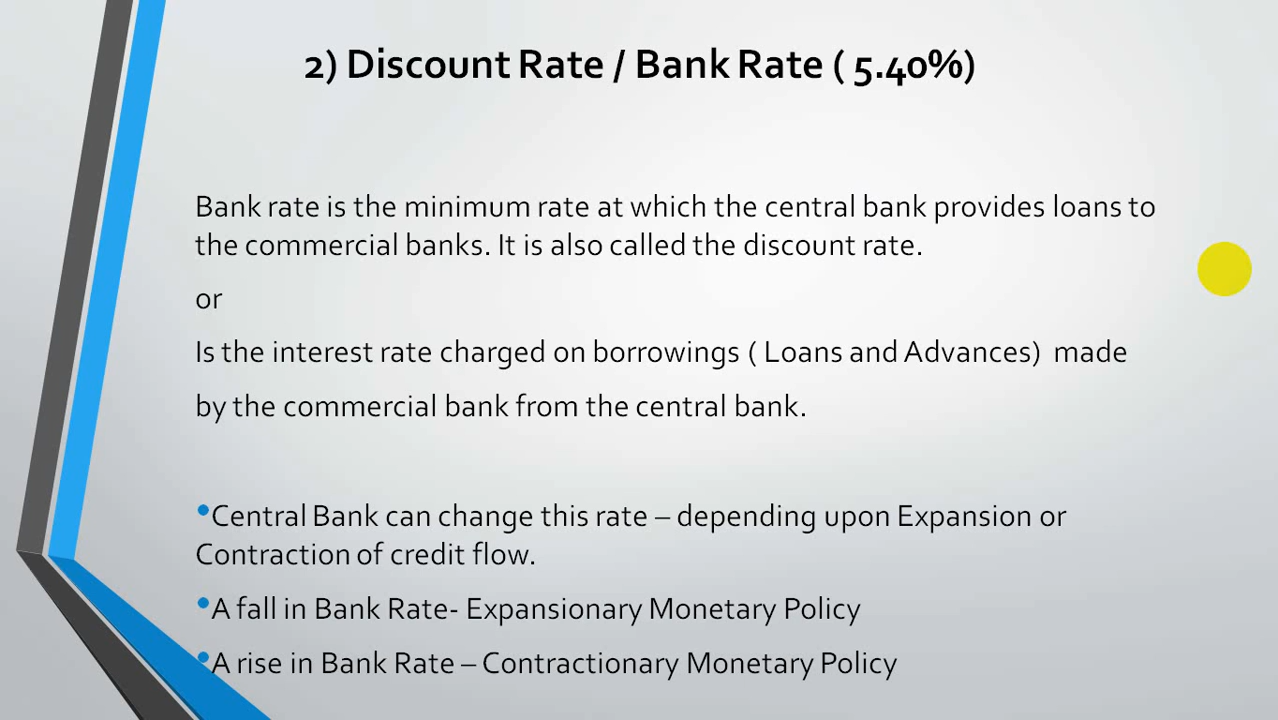 2) Discount Rate / Bank Rate ( 5.40%)
Bank rate is the minimum rate at which the central bank provides loans to
the commercial banks. It is also called the discount rate.
or
Is the interest rate charged on borrowings ( Loans and Advances)  made
by the commercial bank from the central bank.
•Central Bank can change this rate – depending upon Expansion or
Contraction of credit flow.
•A fall in Bank Rate- Expansionary Monetary Policy
•A rise in Bank Rate – Contractionary Monetary Policy